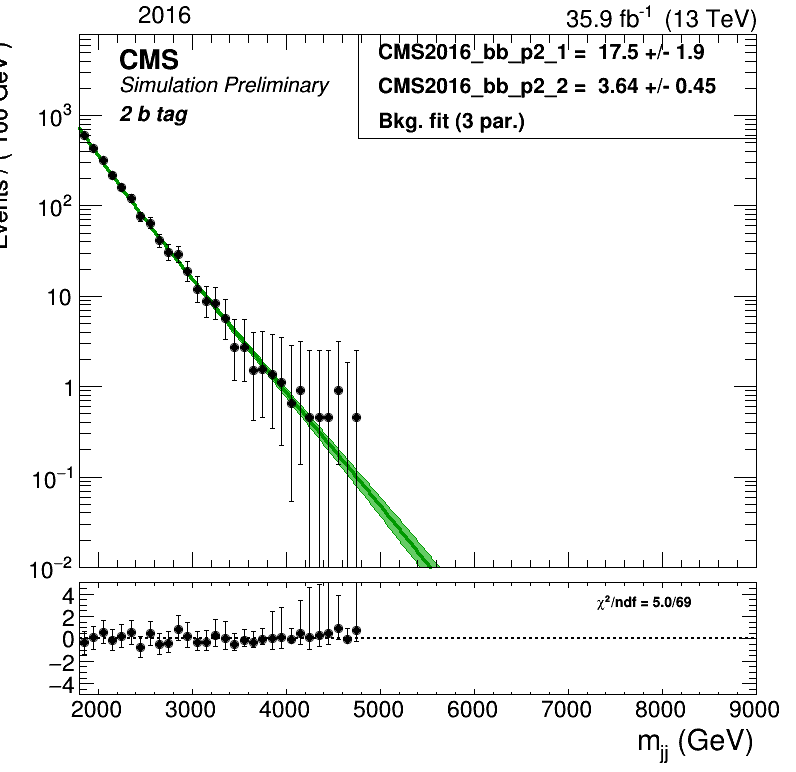 2016
35.9 fb⁻¹ (13 TeV)
CMS
Simulation Preliminary
2 b tag
CMS2016_bb_p2_1 = 17.5 +/- 1.9
CMS2016_bb_p2_2 = 3.64 +/- 0.45
Bkg. fit (3 par.)
10³
10²
10
1
10⁻¹
10⁻²
χ²/ndf = 5.0/69
4
2
0
−2
−4
2000 3000 4000 5000 6000 7000 8000 9000
m_jj (GeV)